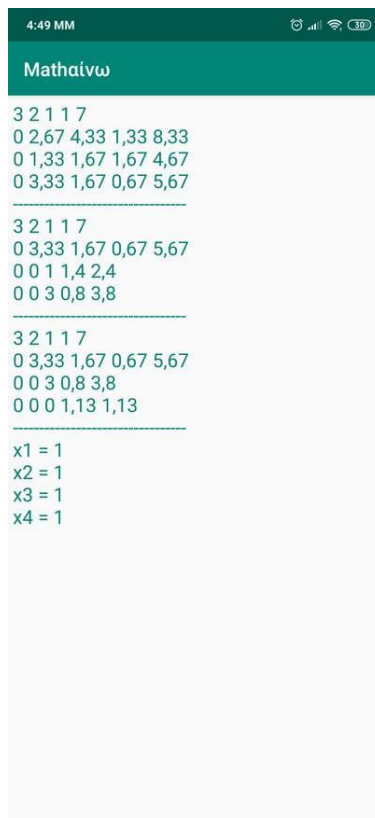 4:49 MM
30
Mathαίνω
3 2 1 1 7
0 2,67 4,33 1,33 8,33
0 1,33 1,67 1,67 4,67
0 3,33 1,67 0,67 5,67
--------------------------------
3 2 1 1 7
0 3,33 1,67 0,67 5,67
0 0 1 1,4 2,4
0 0 3 0,8 3,8
--------------------------------
3 2 1 1 7
0 3,33 1,67 0,67 5,67
0 0 3 0,8 3,8
0 0 0 1,13 1,13
--------------------------------
x1 = 1
x2 = 1
x3 = 1
x4 = 1